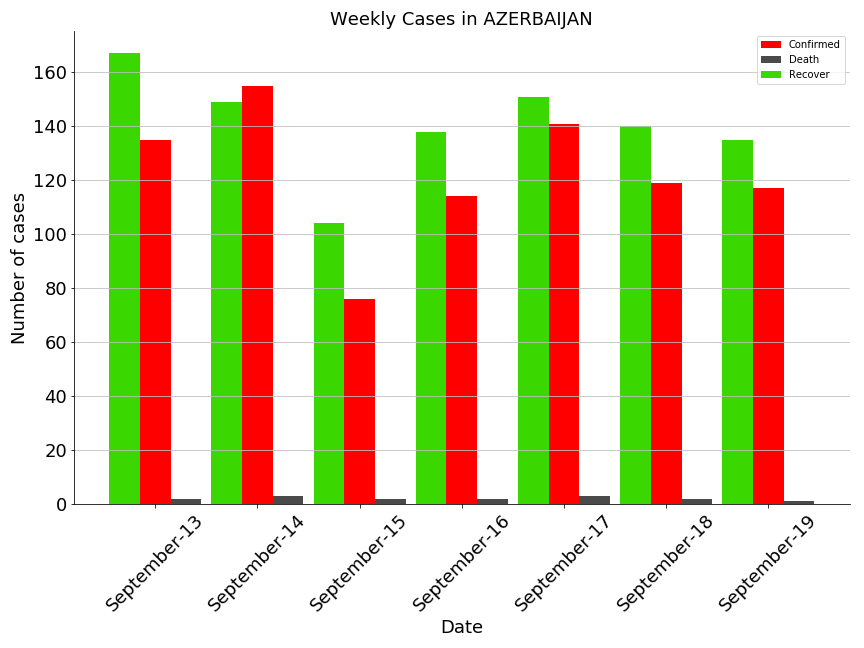 Weekly Cases in AZERBAIJAN
Confirmed
Death
Recover
Number of cases
160
140
120
100
80
60
40
20
0
September-13
September-14
September-15
September-16
September-17
September-18
September-19
Date